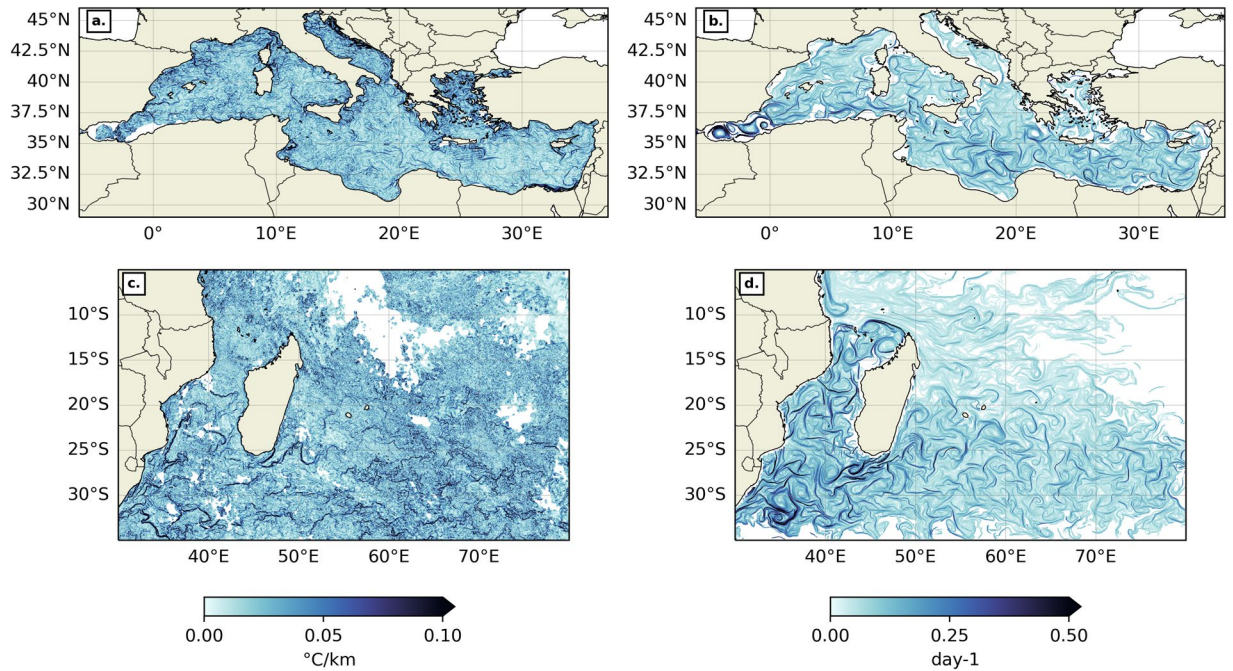 a.
45°N
42.5°N
40°N
37.5°N
35°N
32.5°N
30°N
0°
10°E
20°E
30°E
b.
45°N
42.5°N
40°N
37.5°N
35°N
32.5°N
30°N
0°
10°E
20°E
30°E
c.
10°S
15°S
20°S
25°S
30°S
40°E
50°E
60°E
70°E
d.
10°S
15°S
20°S
25°S
30°S
40°E
50°E
60°E
70°E
0.00 0.05 0.10
°C/km
0.00 0.25 0.50
day-1